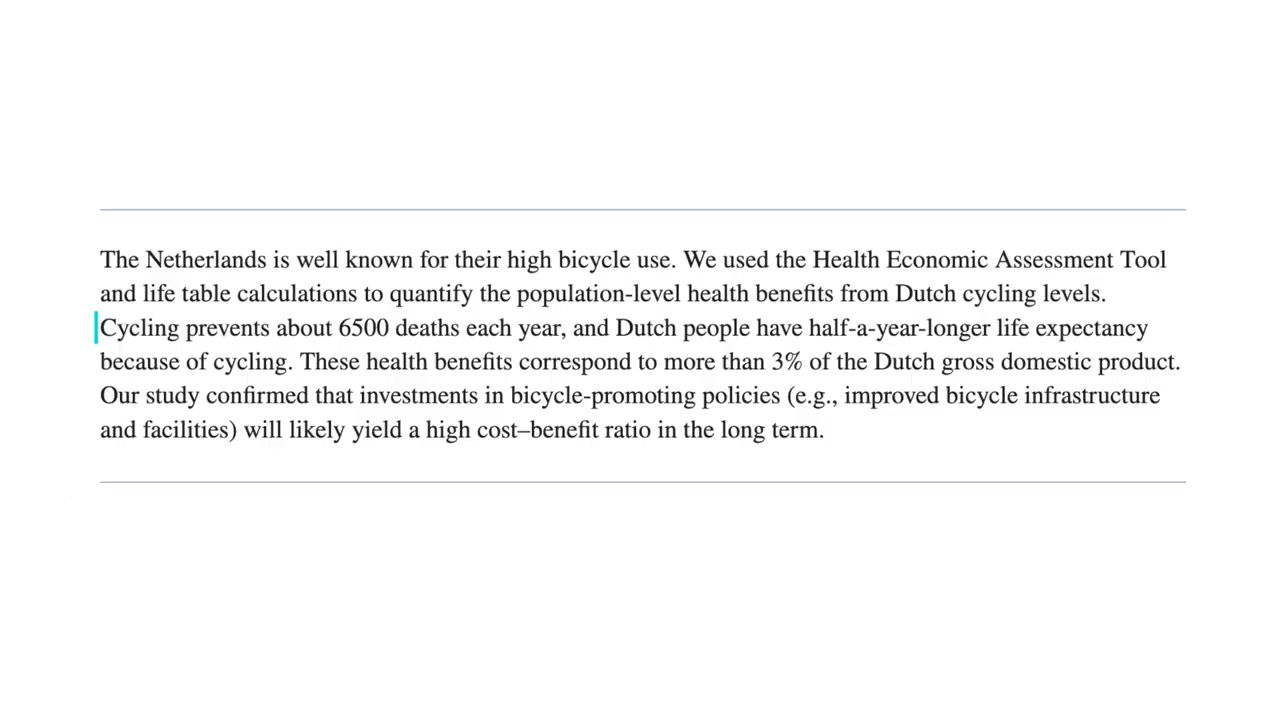 The Netherlands is well known for their high bicycle use. We used the Health Economic Assessment Tool
and life table calculations to quantify the population-level health benefits from Dutch cycling levels.
Cycling prevents about 6500 deaths each year, and Dutch people have half-a-year-longer life expectancy
because of cycling. These health benefits correspond to more than 3% of the Dutch gross domestic product.
Our study confirmed that investments in bicycle-promoting policies (e.g., improved bicycle infrastructure
and facilities) will likely yield a high cost–benefit ratio in the long term.